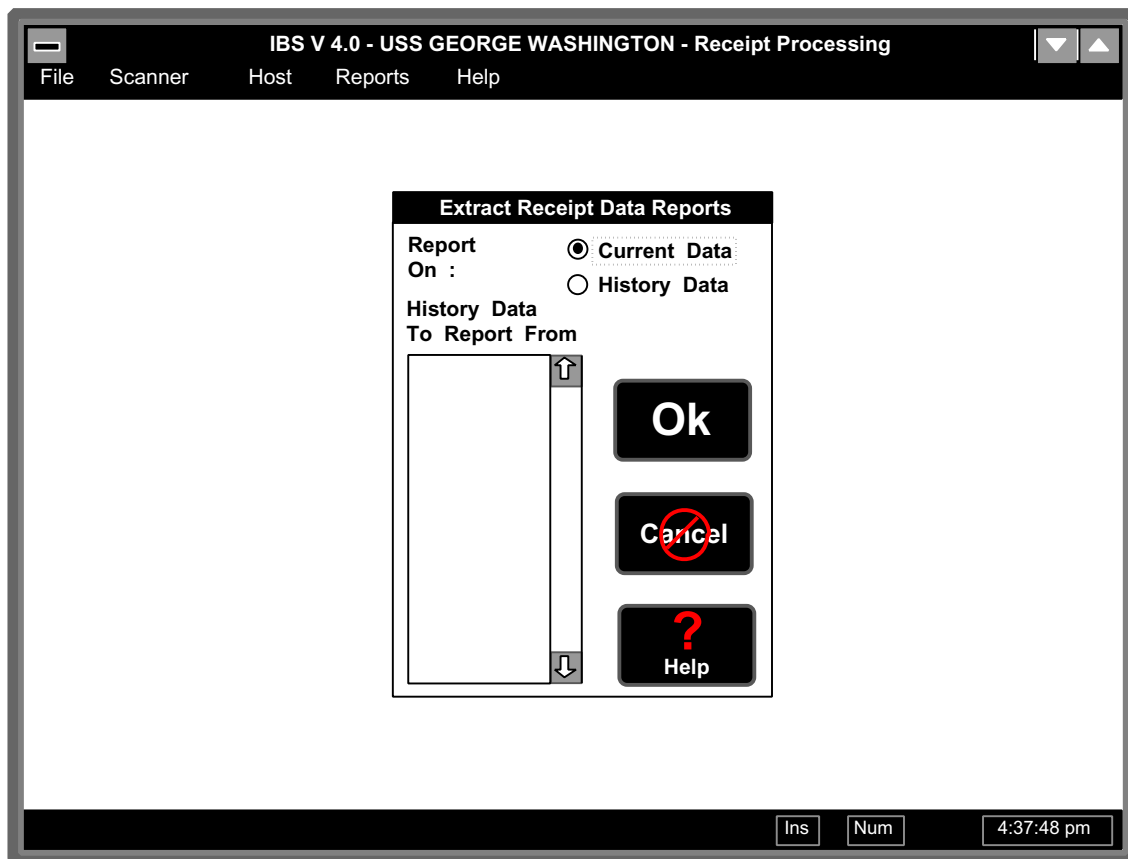 IBS V 4.0 - USS GEORGE WASHINGTON - Receipt Processing
File Scanner Host Reports Help
Extract Receipt Data Reports
Report
On :
Current Data
History Data
History Data
To Report From
Ok
Cancel
?
Help
Ins Num 4:37:48 pm